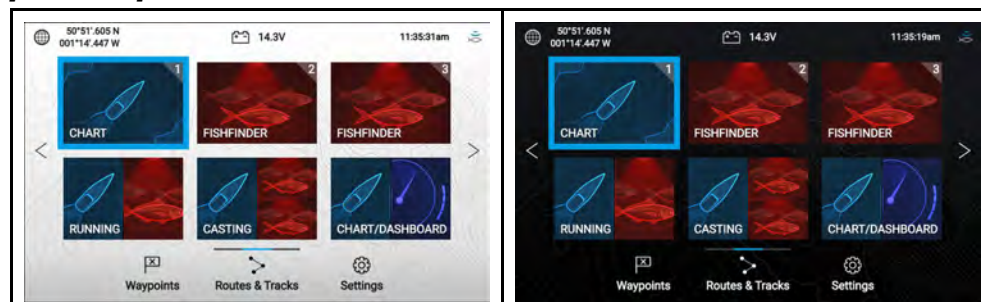 50°51'.605 N
001°14'.447 W
14.3V
11:35:31am
1
2
3
CHART
FISHFINDER
FISHFINDER
RUNNING
CASTING
CHART/DASHBOARD
Waypoints
Routes & Tracks
Settings
50°51'.605 N
001°14'.447 W
14.3V
11:35:19am
1
2
3
CHART
FISHFINDER
FISHFINDER
RUNNING
CASTING
CHART/DASHBOARD
Waypoints
Routes & Tracks
Settings